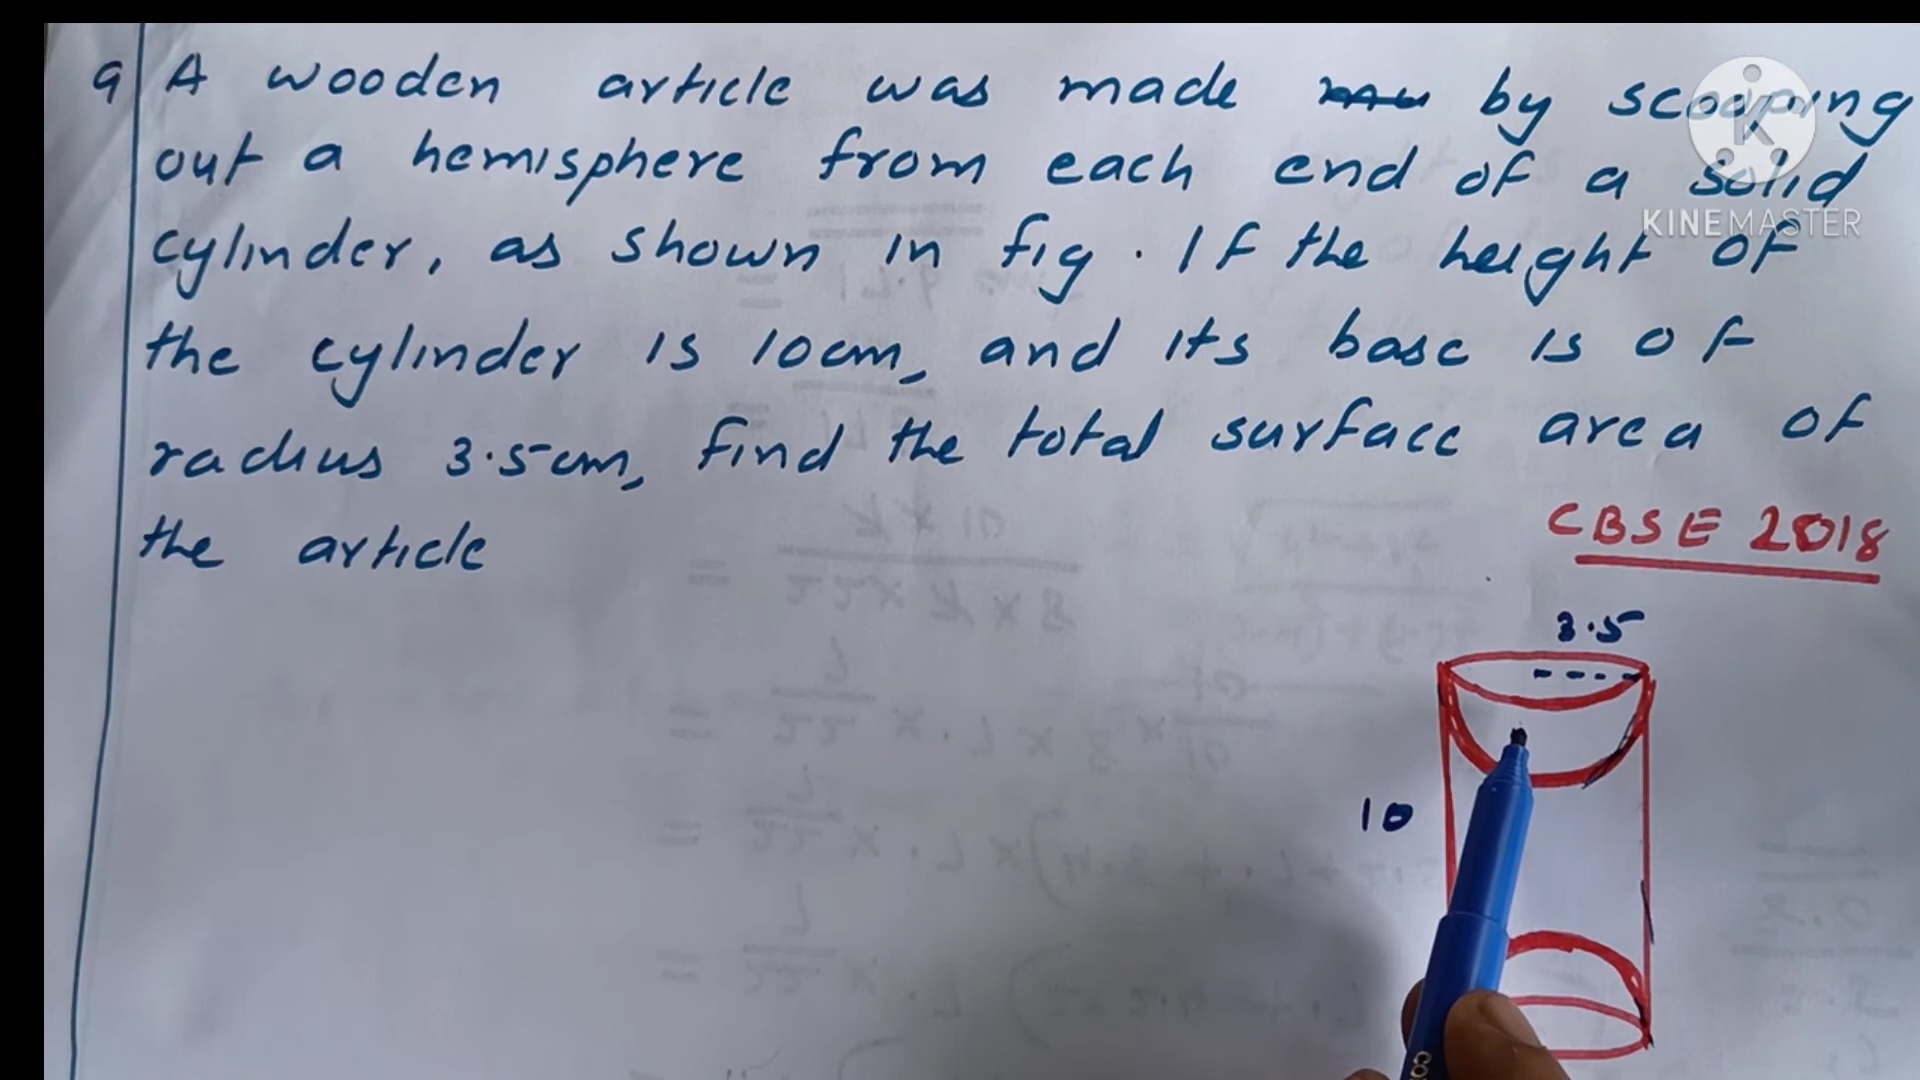 9 A wooden article was made by scooping
out a hemisphere from each end of a solid
cylinder, as shown in fig. If the height of
the cylinder is 10cm, and its base is of
radius 3.5cm, find the total surface area of
the article
CBSE 2018
3.5
10
K
KINEMASTER